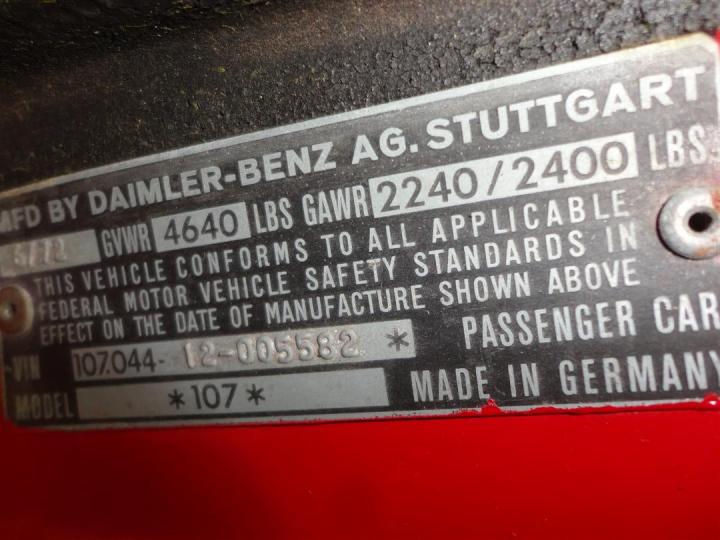 MFD BY DAIMLER-BENZ AG. STUTTGART
5/72 GVWR 4640 LBS GAWR 2240/2400 LBS
THIS VEHICLE CONFORMS TO ALL APPLICABLE
FEDERAL MOTOR VEHICLE SAFETY STANDARDS IN
EFFECT ON THE DATE OF MANUFACTURE SHOWN ABOVE
VIN 107.044-12-005582 * PASSENGER CAR
MODEL *107* MADE IN GERMANY